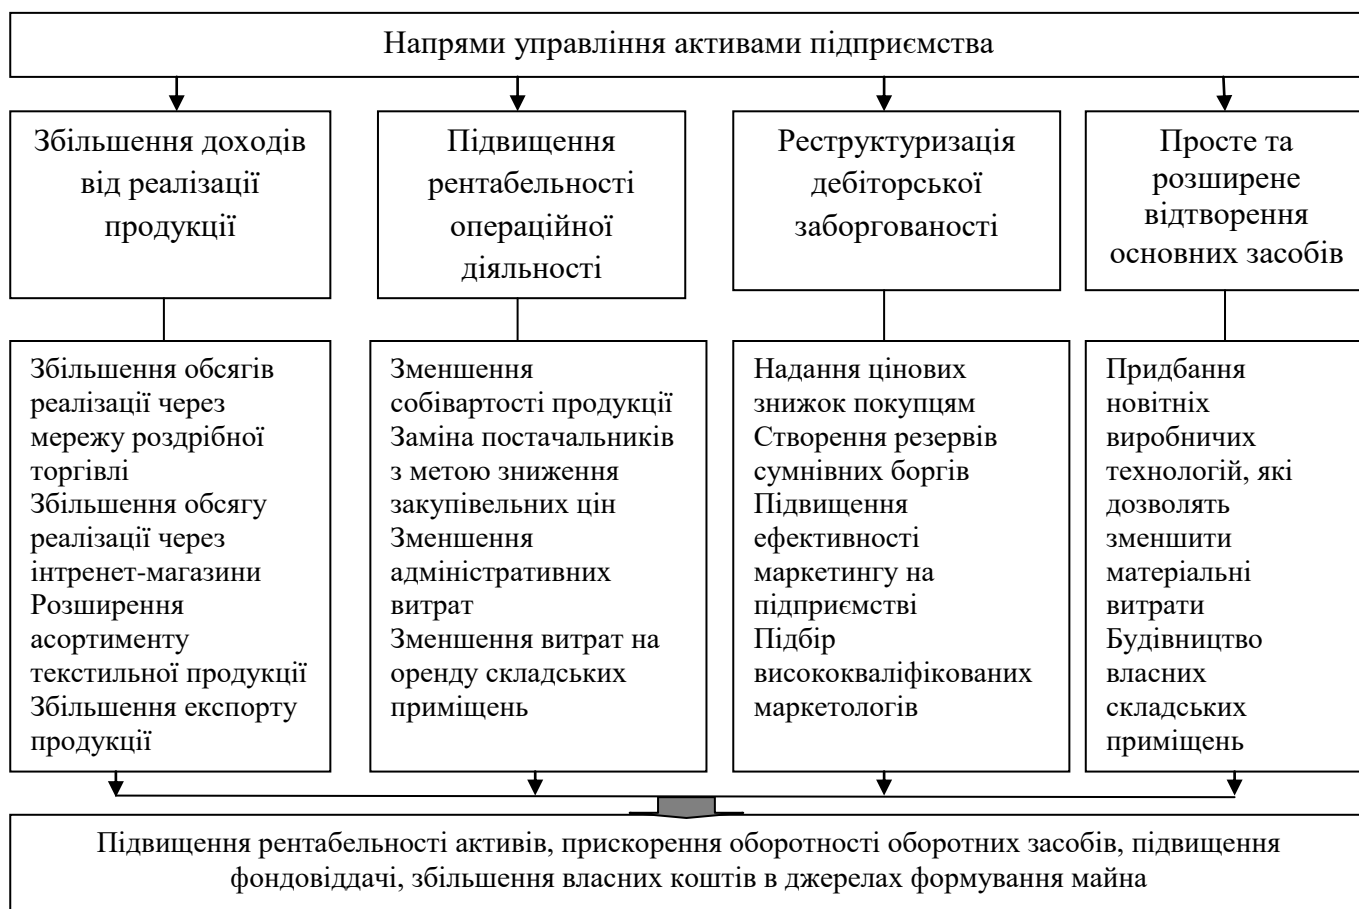 Напрями управління активами підприємства
Збільшення доходів
від реалізації
продукції
Підвищення
рентабельності
операційної
діяльності
Реструктуризація
дебіторської
заборгованості
Просте та
розширене
відтворення
основних засобів
Збільшення обсягів
реалізації через
мережу роздрібної
торгівлі
Збільшення обсягу
реалізації через
інтренет-магазини
Розширення
асортименту
текстильної продукції
Збільшення експорту
продукції
Зменшення
собівартості продукції
Заміна постачальників
з метою зниження
закупівельних цін
Зменшення
адміністративних
витрат
Зменшення витрат на
оренду складських
приміщень
Надання цінових
знижок покупцям
Створення резервів
сумнівних боргів
Підвищення
ефективності
маркетингу на
підприємстві
Підбір
висококваліфікованих
маркетологів
Придбання
новітніх
виробничих
технологій, які
дозволять
зменшити
матеріальні
витрати
Будівництво
власних
складських
приміщень
Підвищення рентабельності активів, прискорення оборотності оборотних засобів, підвищення
фондовіддачі, збільшення власних коштів в джерелах формування майна